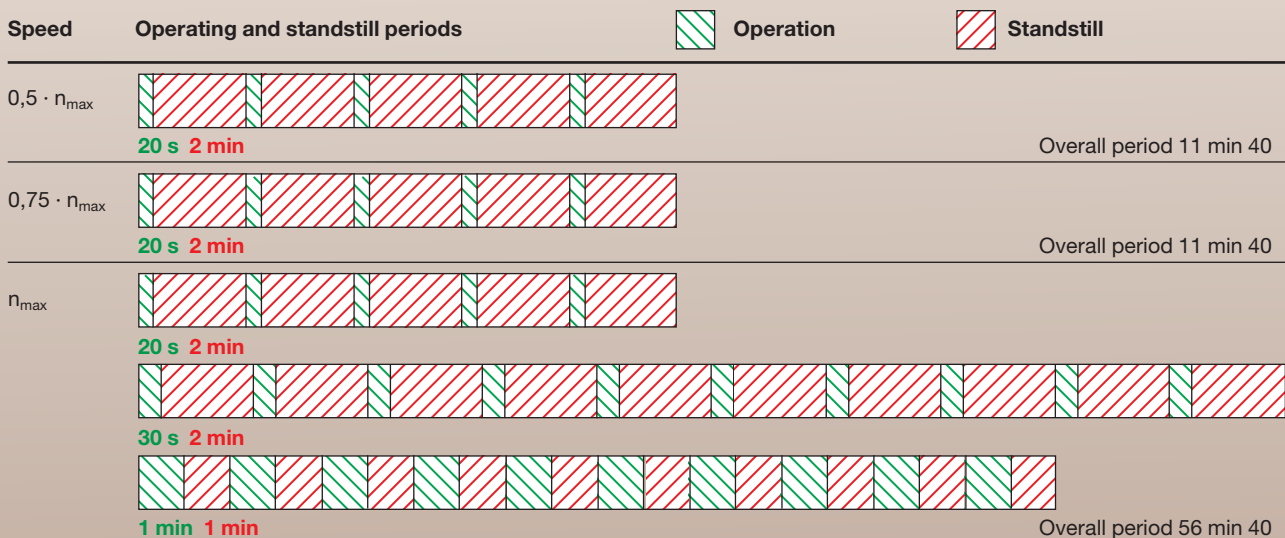 Speed Operating and standstill periods Operation Standstill
0,5 · nmax
20 s 2 min Overall period 11 min 40
0,75 · nmax
20 s 2 min Overall period 11 min 40
nmax
20 s 2 min
30 s 2 min
1 min 1 min Overall period 56 min 40